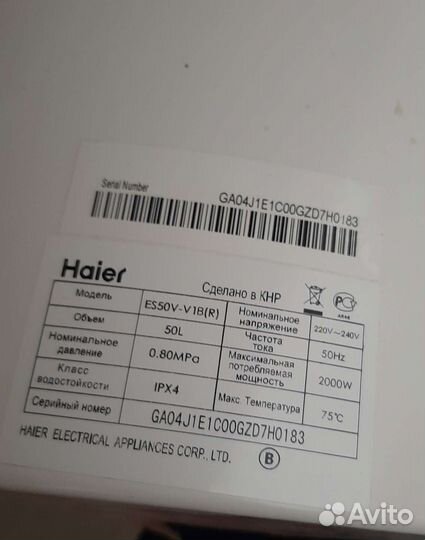 Serial Number
GA04J1E1C00GZD7H0183
Haier
Сделано в КНР
Модель ES50V-V1B(R) Номинальное напряжение 220V~240V
Объем 50L Частота тока 50Hz
Номинальное давление 0.80MPa Максимальная потребляемая мощность 2000W
Класс водостойкости IPX4 Макс. Температура 75℃
Серийный номер GA04J1E1C00GZD7H0183
HAIER ELECTRICAL APPLIANCES CORP., LTD. B
Avito